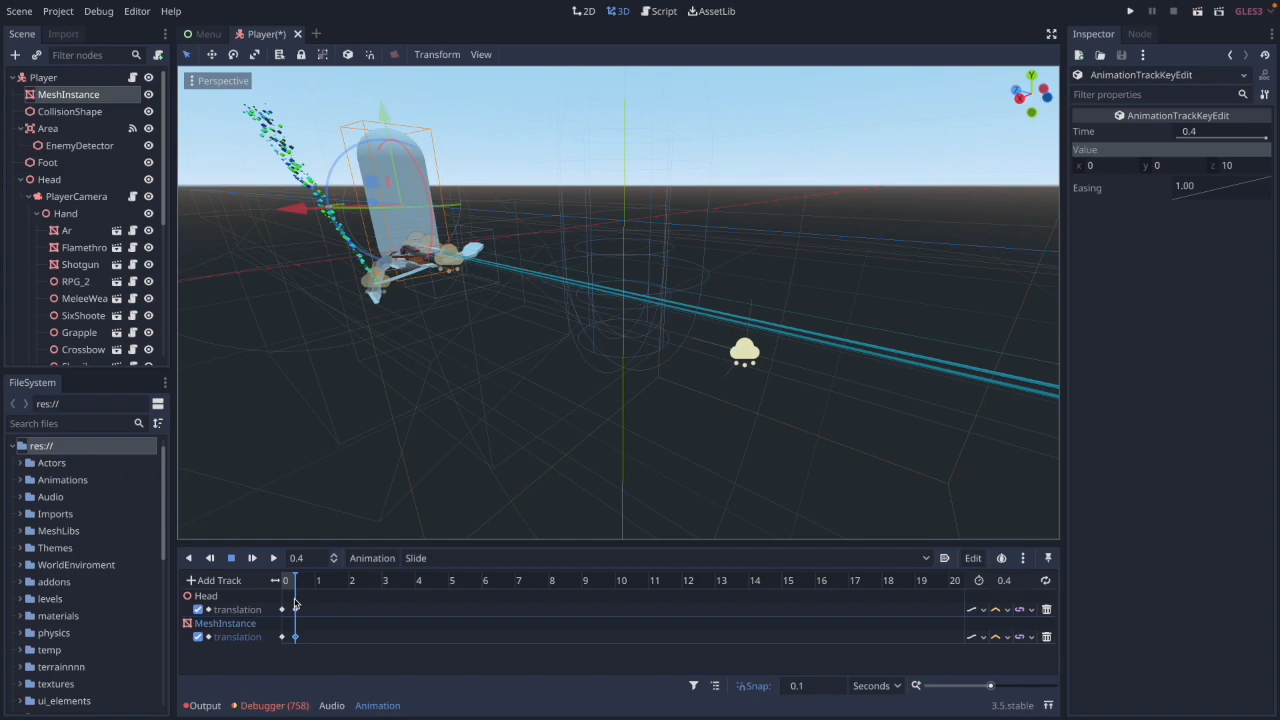 Scene Project Debug Editor Help
2D 3D Script AssetLib
GLES3
Scene Import
Filter nodes
Player
MeshInstance
CollisionShape
Area
EnemyDetector
Foot
Head
PlayerCamera
Hand
Ar
Flamethro
Shotgun
RPG_2
MeleeWea
SixShoote
Grapple
Crossbow
FileSystem
res://
Search files
res://
Actors
Animations
Audio
Imports
MeshLibs
Themes
WorldEnviroment
addons
levels
materials
physics
temp
terrainnnn
textures
ui_elements
Menu Player(*)
Transform View
Perspective
Y
Z
X
0.4 Animation Slide Edit
Add Track 0 1 2 3 4 5 6 7 8 9 10 11 12 13 14 15 16 17 18 19 20 0.4
Head
translation
MeshInstance
translation
Snap: 0.1 Seconds
Output Debugger (758) Audio Animation 3.5.stable
Inspector Node
AnimationTrackKeyEdit
Filter properties
AnimationTrackKeyEdit
Time 0.4
Value
x 0 y 0 z 10
Easing 1.00